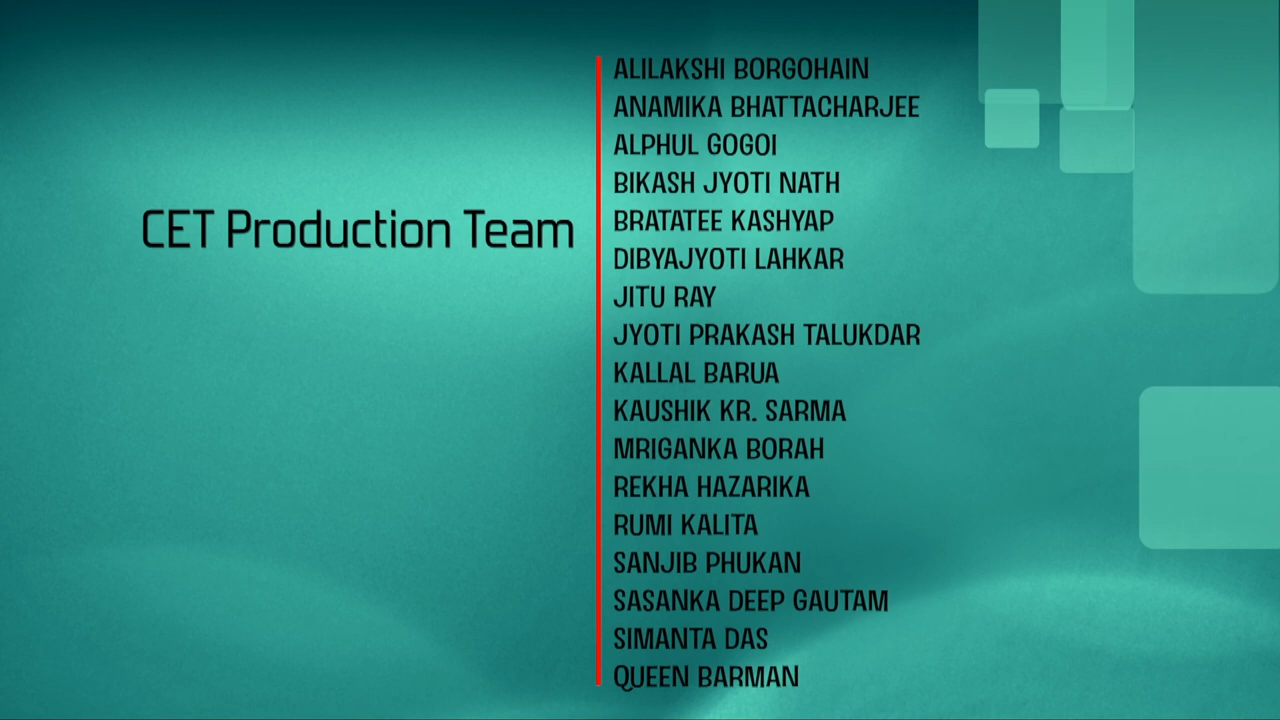 CET Production Team
ALILAKSHI BORGOHAIN
ANAMIKA BHATTACHARJEE
ALPHUL GOGOI
BIKASH JYOTI NATH
BRATATEE KASHYAP
DIBYAJYOTI LAHKAR
JITU RAY
JYOTI PRAKASH TALUKDAR
KALLAL BARUA
KAUSHIK KR. SARMA
MRIGANKA BORAH
REKHA HAZARIKA
RUMI KALITA
SANJIB PHUKAN
SASANKA DEEP GAUTAM
SIMANTA DAS
QUEEN BARMAN